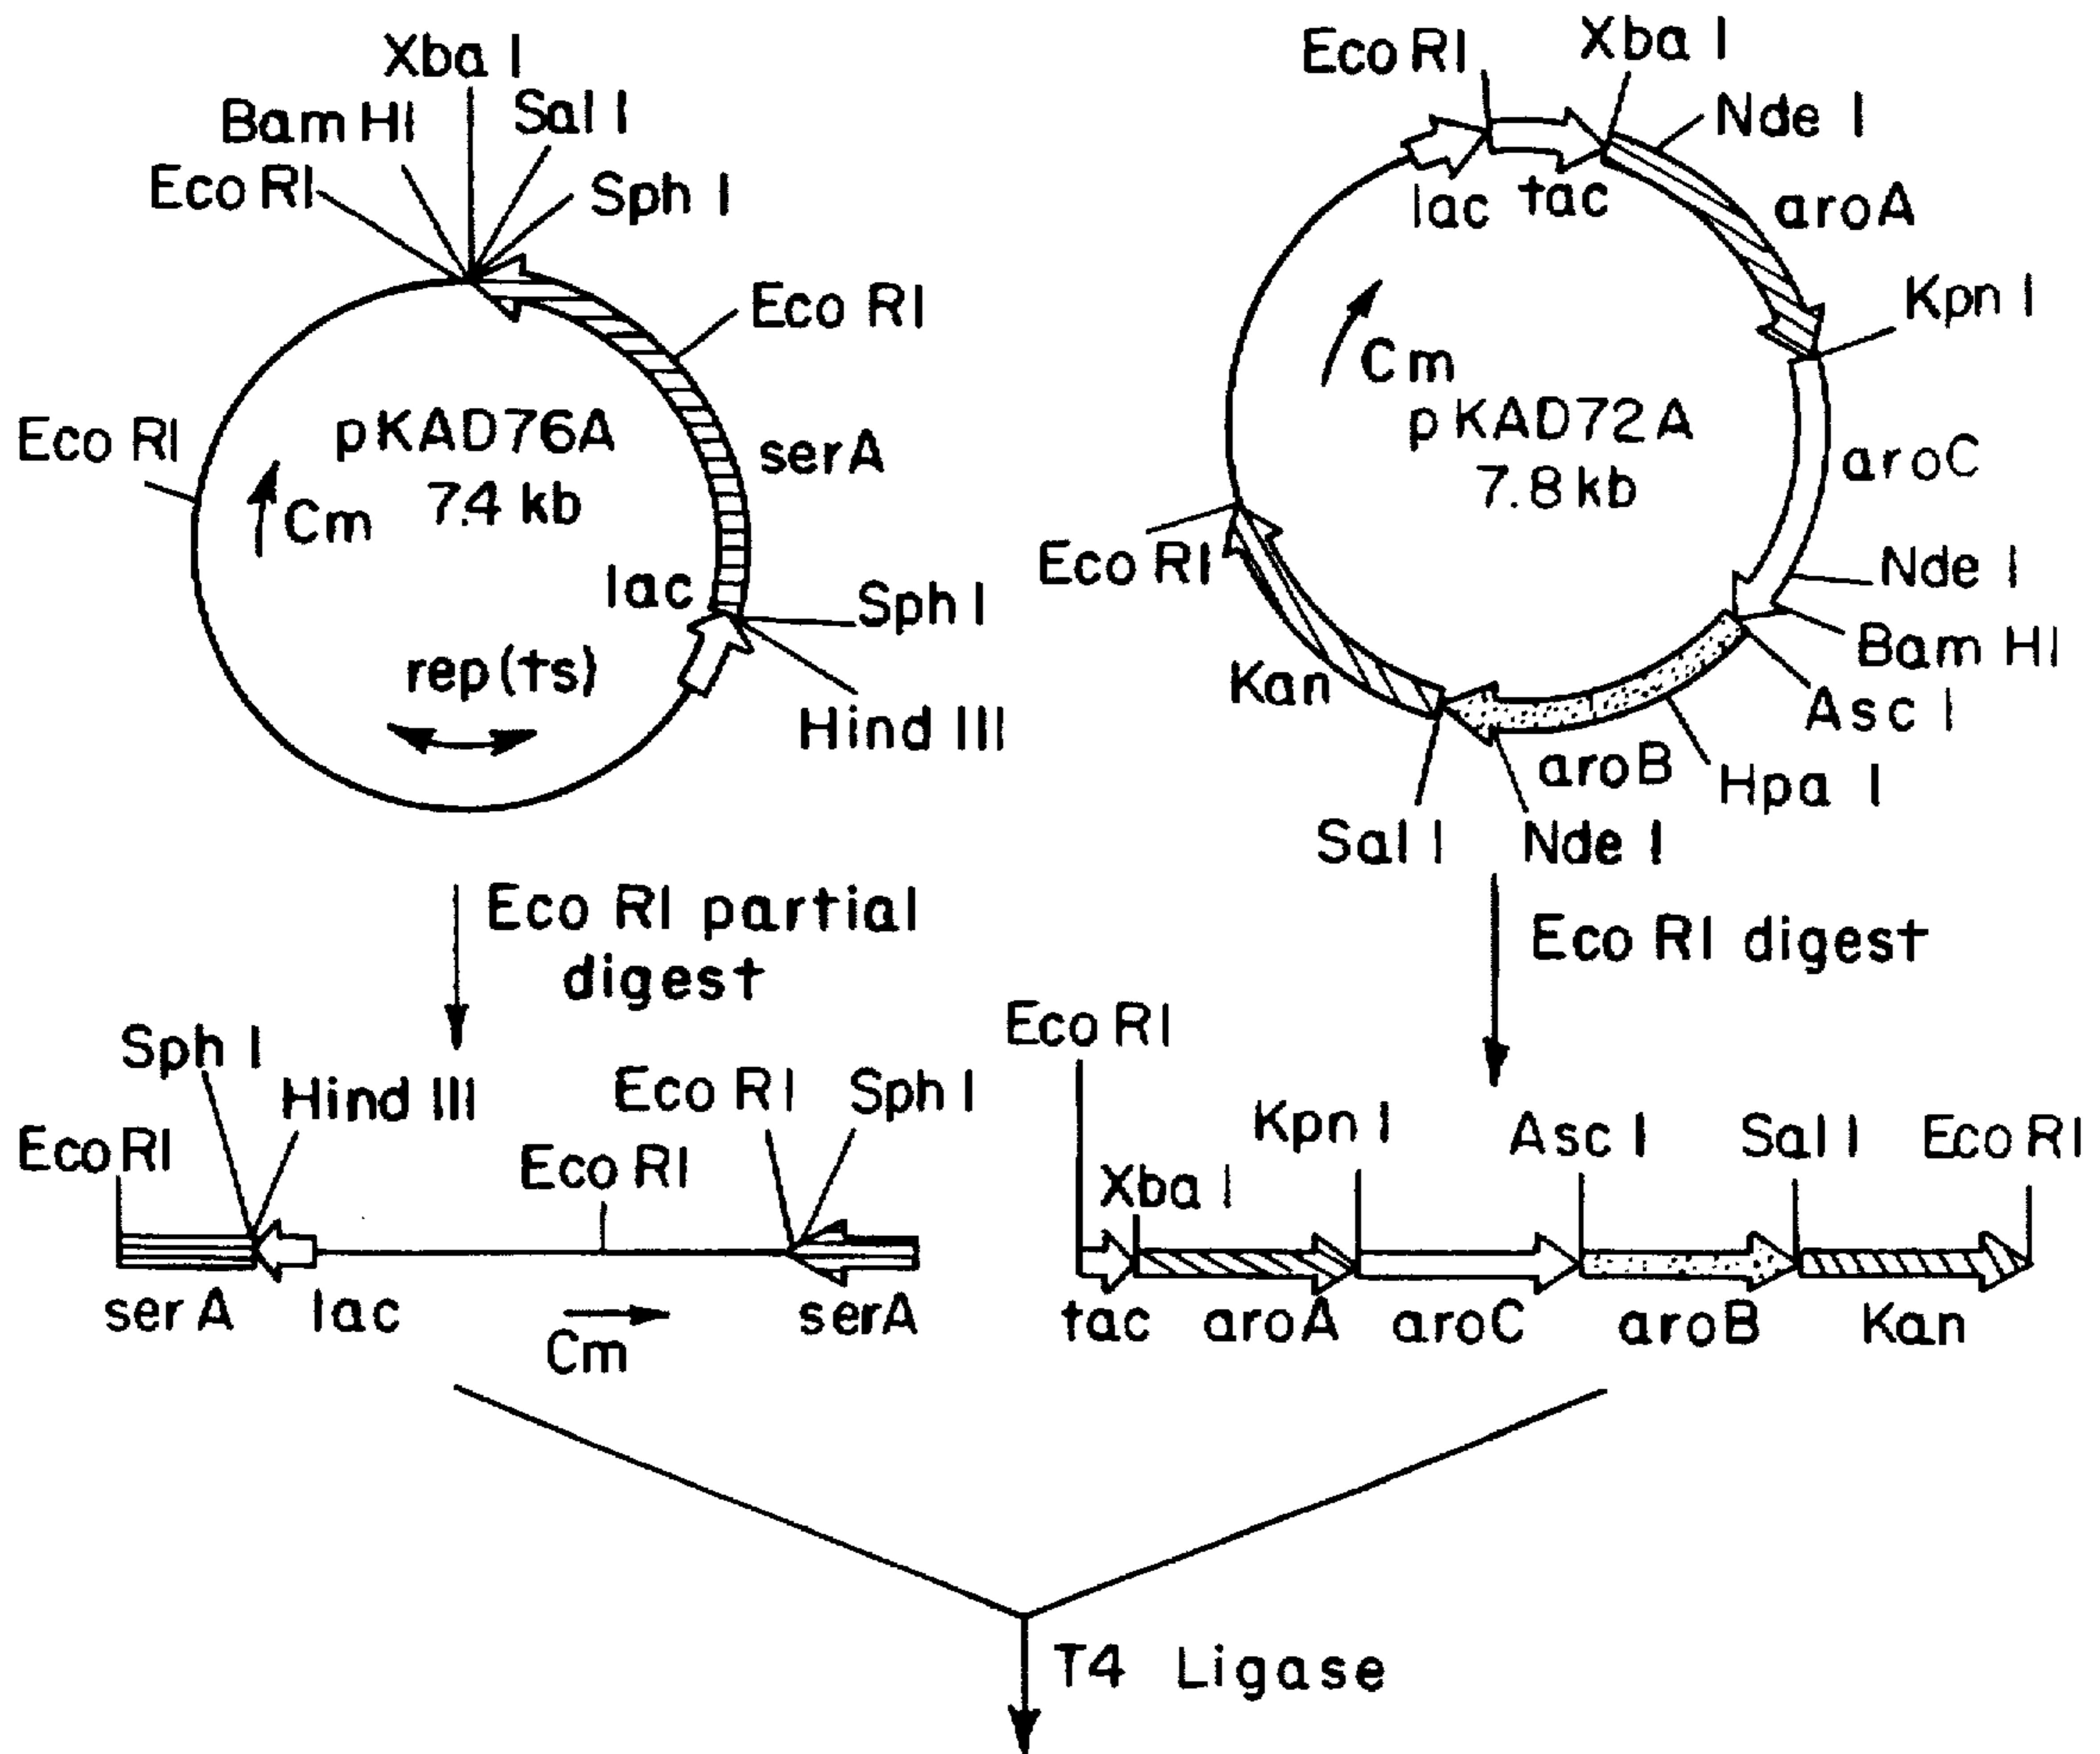 Xba I
Bam HI
Sal I
Eco RI
Sph I
Eco RI
Eco RI
pKAD76A
7.4 kb
Cm
serA
lac
Sph I
rep(ts)
Hind III
Eco RI
Xba I
Nde I
lac
tac
aroA
Kpn I
Cm
pKAD72A
7.8 kb
aroC
Eco RI
Nde I
Bam HI
Kan
Asc I
aroB
Hpa I
Sal I
Nde I
Eco RI partial
digest
Eco RI digest
Sph I
Hind III
Eco RI
Eco RI
Sph I
Eco RI
serA
lac
Cm
serA
Eco RI
Xba I
Kpn I
Asc I
Sal I
Eco RI
tac
aroA
aroC
aroB
Kan
T4 Ligase